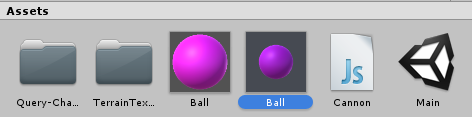 Assets
Query-Cha... TerrainTex... Ball Ball Cannon Main
Js